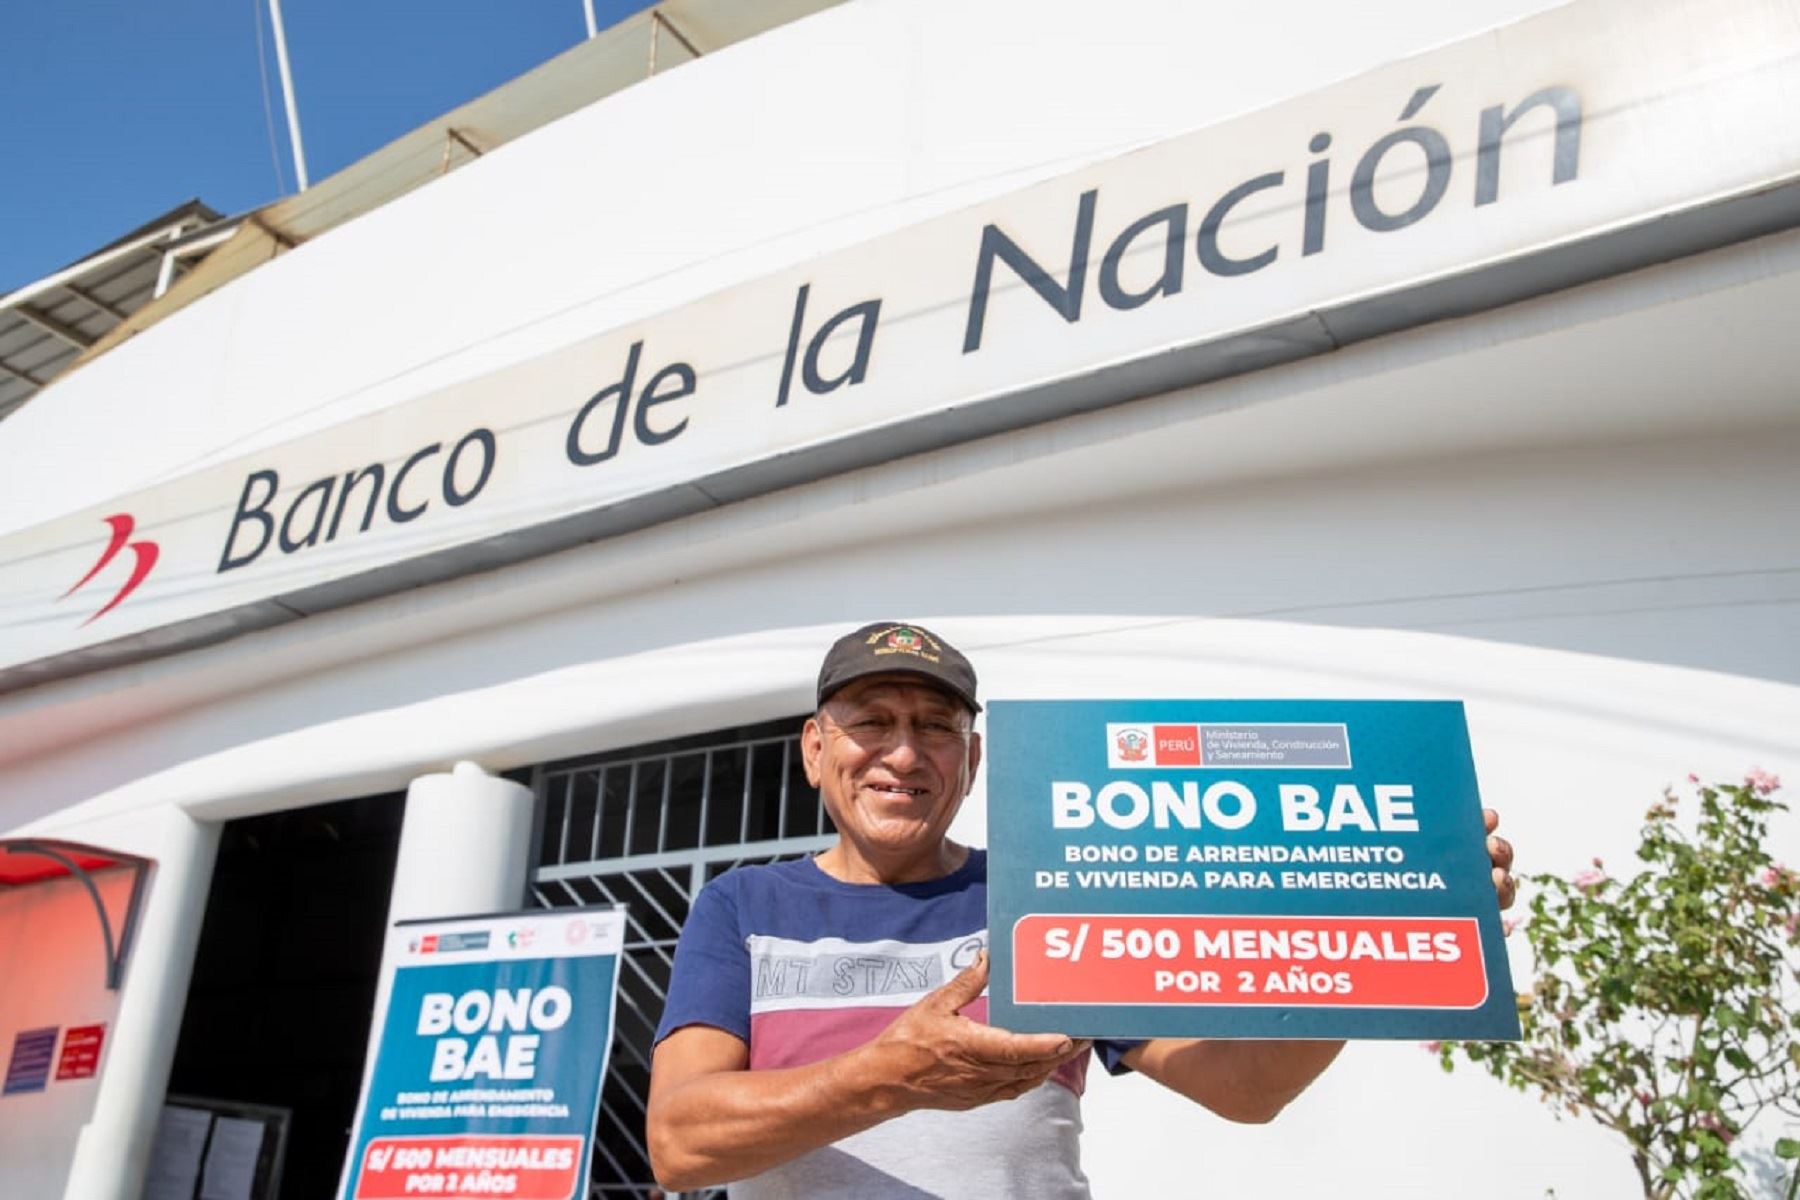 Banco de la Nación
PERÚ
Ministerio
de Vivienda, Construcción
y Saneamiento
BONO BAE
BONO DE ARRENDAMIENTO
DE VIVIENDA PARA EMERGENCIA
S/ 500 MENSUALES
POR 2 AÑOS
MT STAY
BONO
BAE
BONO DE ARRENDAMIENTO
DE VIVIENDA PARA EMERGENCIA
S/ 500 MENSUALES
POR 2 AÑOS